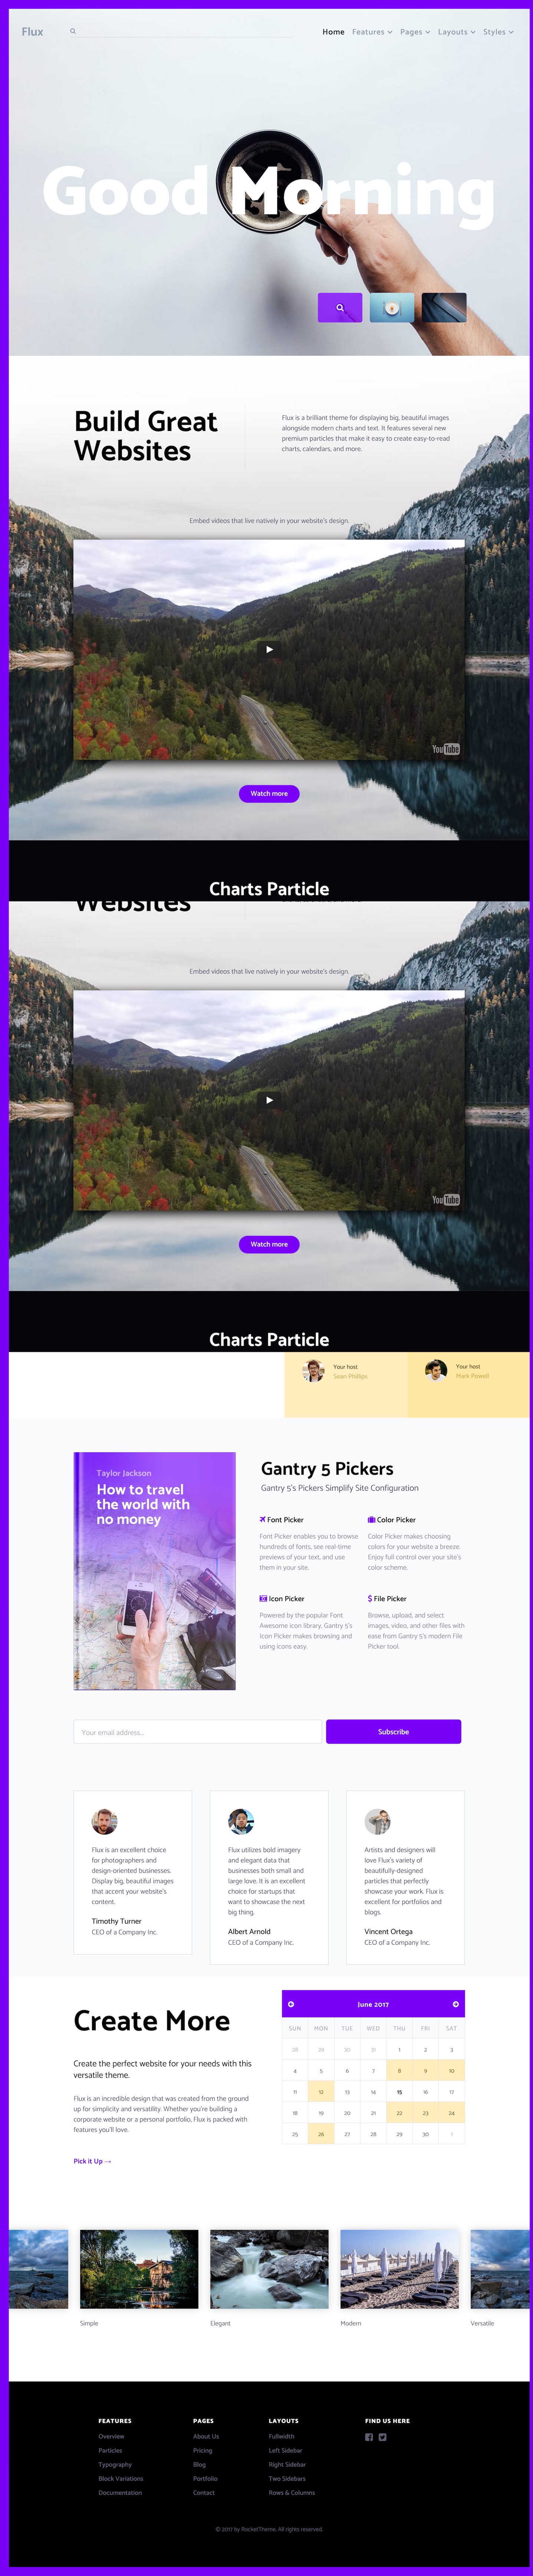 Flux
Home Features Pages Layouts Styles
Good Morning
Build Great
Websites
Flux is a brilliant theme for displaying big, beautiful images
alongside modern charts and text. It features several new
premium particles that make it easy to create easy-to-read
charts, calendars, and more.
Embed videos that live natively in your website's design.
YouTube
Watch more
Charts Particle
Websites
Embed videos that live natively in your website's design.
YouTube
Watch more
Charts Particle
Your host
Sean Phillips
Your host
Mark Powell
Taylor Jackson
How to travel
the world with
no money
Gantry 5 Pickers
Gantry 5's Pickers Simplify Site Configuration
Font Picker
Font Picker enables you to browse
hundreds of fonts, see real-time
previews of your text, and use
them in your site.
Color Picker
Color Picker makes choosing
colors for your website a breeze.
Enjoy full control over your site's
color scheme.
Icon Picker
Powered by the popular Font
Awesome icon library, Gantry 5's
Icon Picker makes browsing and
using icons easy.
File Picker
Browse, upload, and select
images, video, and other files with
ease from Gantry 5's modern File
Picker tool.
Your email address...
Subscribe
Flux is an excellent choice
for photographers and
design-oriented businesses.
Display big, beautiful images
that accent your website's
content.
Timothy Turner
CEO of a Company Inc.
Flux utilizes bold imagery
and elegant data that
businesses both small and
large love. It is an excellent
choice for startups that
want to showcase the next
big thing.
Albert Arnold
CEO of a Company Inc.
Artists and designers will
love Flux's variety of
beautifully-designed
particles that perfectly
showcase your work. Flux is
excellent for portfolios and
blogs.
Vincent Ortega
CEO of a Company Inc.
Create More
Create the perfect website for your needs with this
versatile theme.
Flux is an incredible design that was created from the ground
up for simplicity and versatility. Whether you're building a
corporate website or a personal portfolio, Flux is packed with
features you'll love.
Pick it Up →
June 2017
SUN MON TUE WED THU FRI SAT
28 29 30 31 1 2 3
4 5 6 7 8 9 10
11 12 13 14 15 16 17
18 19 20 21 22 23 24
25 26 27 28 29 30 1
Simple
Elegant
Modern
Versatile
FEATURES
Overview
Particles
Typography
Block Variations
Documentation
PAGES
About Us
Pricing
Blog
Portfolio
Contact
LAYOUTS
Fullwidth
Left Sidebar
Right Sidebar
Two Sidebars
Rows & Columns
FIND US HERE
© 2017 by RocketTheme. All rights reserved.